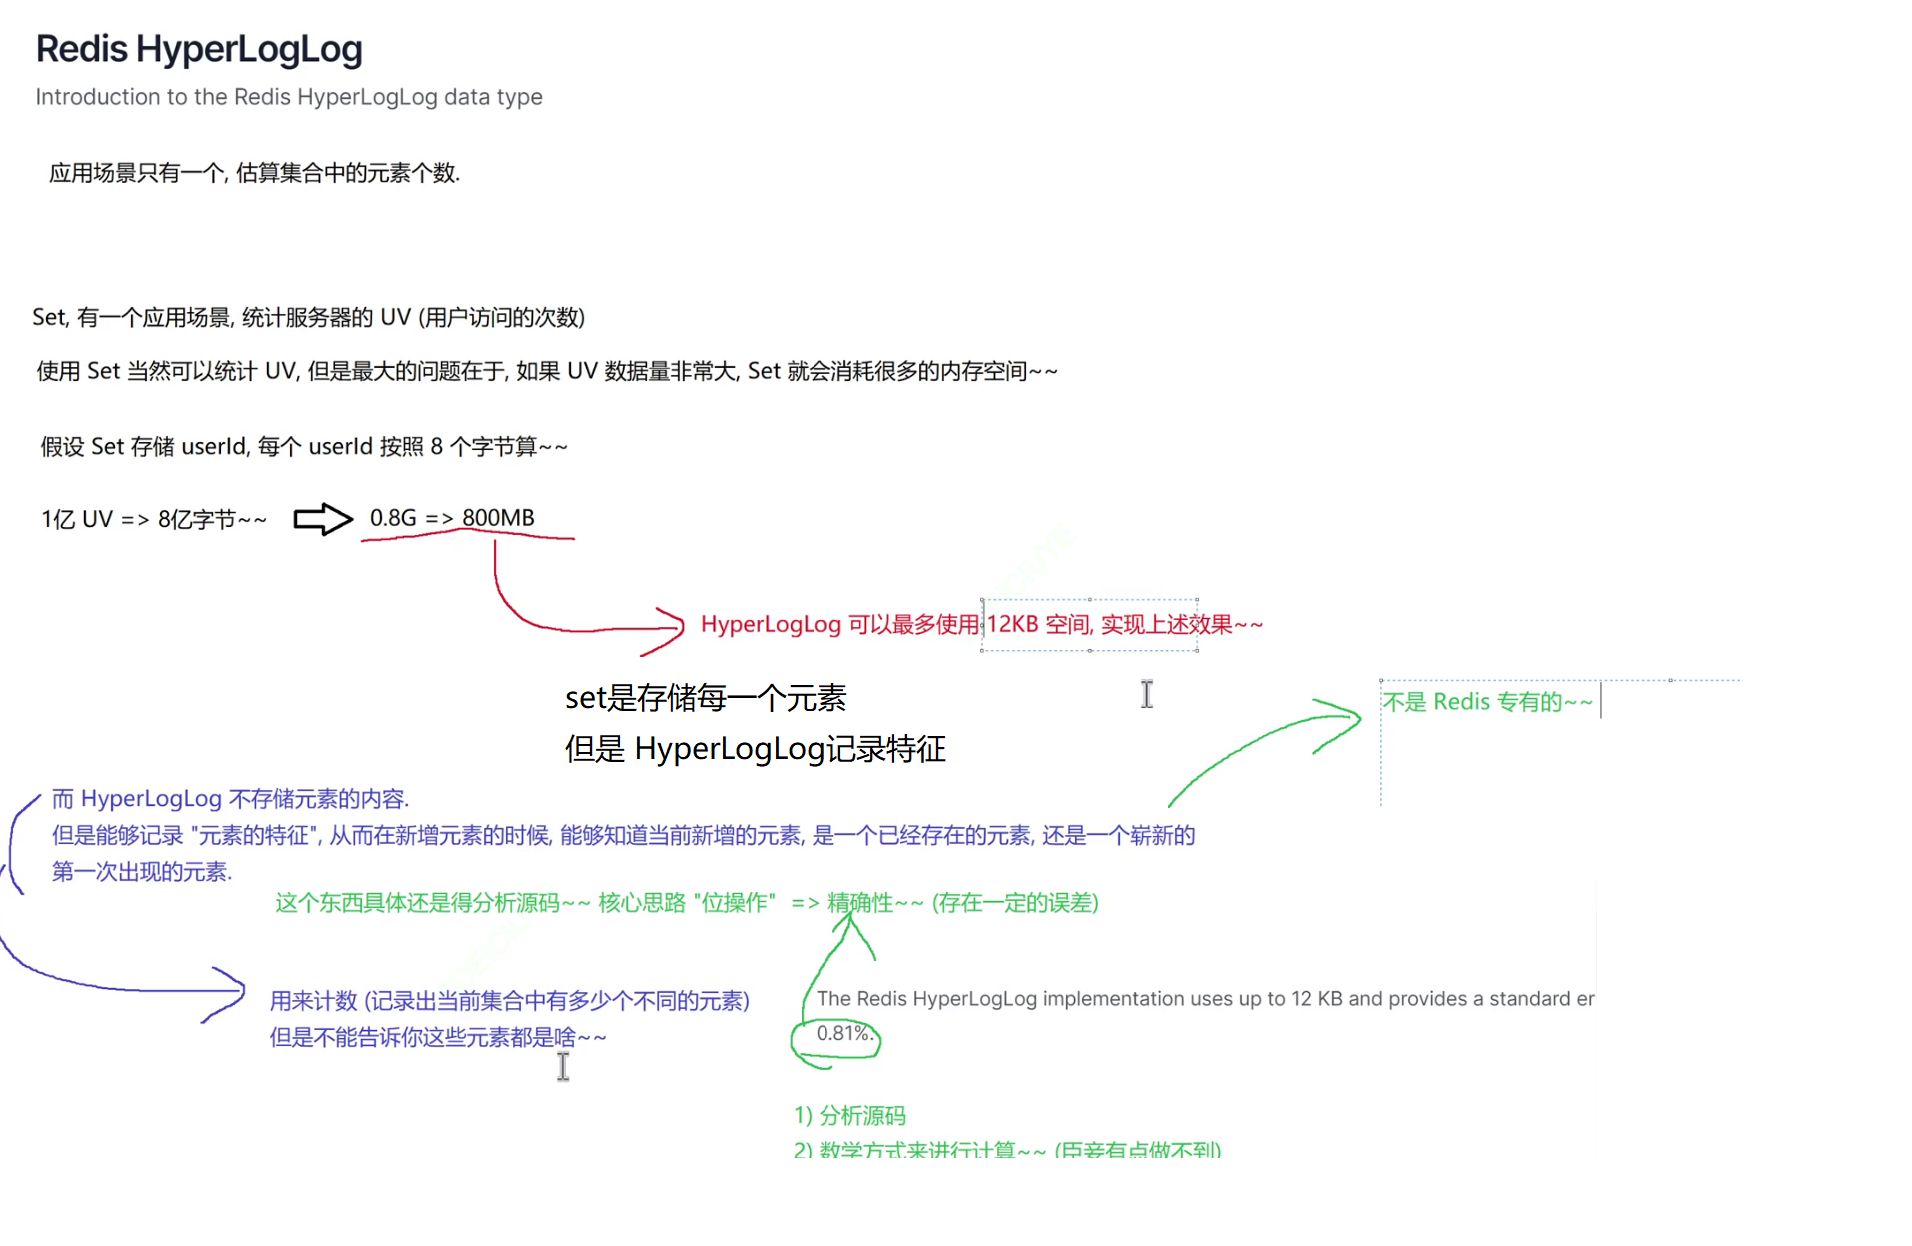 Redis HyperLogLog
Introduction to the Redis HyperLogLog data type
应用场景只有一个, 估算集合中的元素个数.
Set, 有一个应用场景, 统计服务器的 UV (用户访问的次数)
使用 Set 当然可以统计 UV, 但是最大的问题在于, 如果 UV 数据量非常大, Set 就会消耗很多的内存空间~~
假设 Set 存储 userId, 每个 userId 按照 8 个字节算~~
1亿 UV => 8亿字节~~ 0.8G => 800MB
HyperLogLog 可以最多使用 12KB 空间, 实现上述效果~~
set是存储每一个元素
但是 HyperLogLog记录特征
不是 Redis 专有的~~
而 HyperLogLog 不存储元素的内容.
但是能够记录 "元素的特征", 从而在新增元素的时候, 能够知道当前新增的元素, 是一个已经存在的元素, 还是一个崭新的
第一次出现的元素.
这个东西具体还是得分析源码~~ 核心思路 "位操作" => 精确性~~ (存在一定的误差)
用来计数 (记录出当前集合中有多少个不同的元素)
但是不能告诉你这些元素都是啥~~
The Redis HyperLogLog implementation uses up to 12 KB and provides a standard er
0.81%.
1) 分析源码
2) 数学方式来进行计算~~ (臣妾有点做不到)